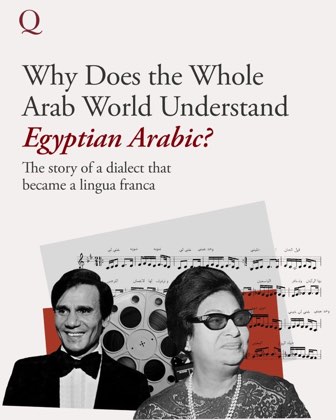 Q
Why Does the Whole
Arab World Understand
Egyptian Arabic?
The story of a dialect that
became a lingua franca